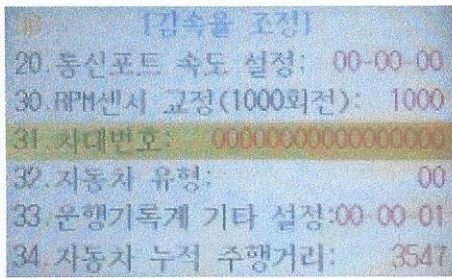 [감속율 조정]
20.통신포트 속도 설정: 00-00-00
30.RPM센서 교정(1000회전): 1000
31.차대번호: 00000000000000000
32.자동차 유형: 00
33.운행기록계 기타 설정:00-00-01
34.자동차 누적 주행거리: 3547